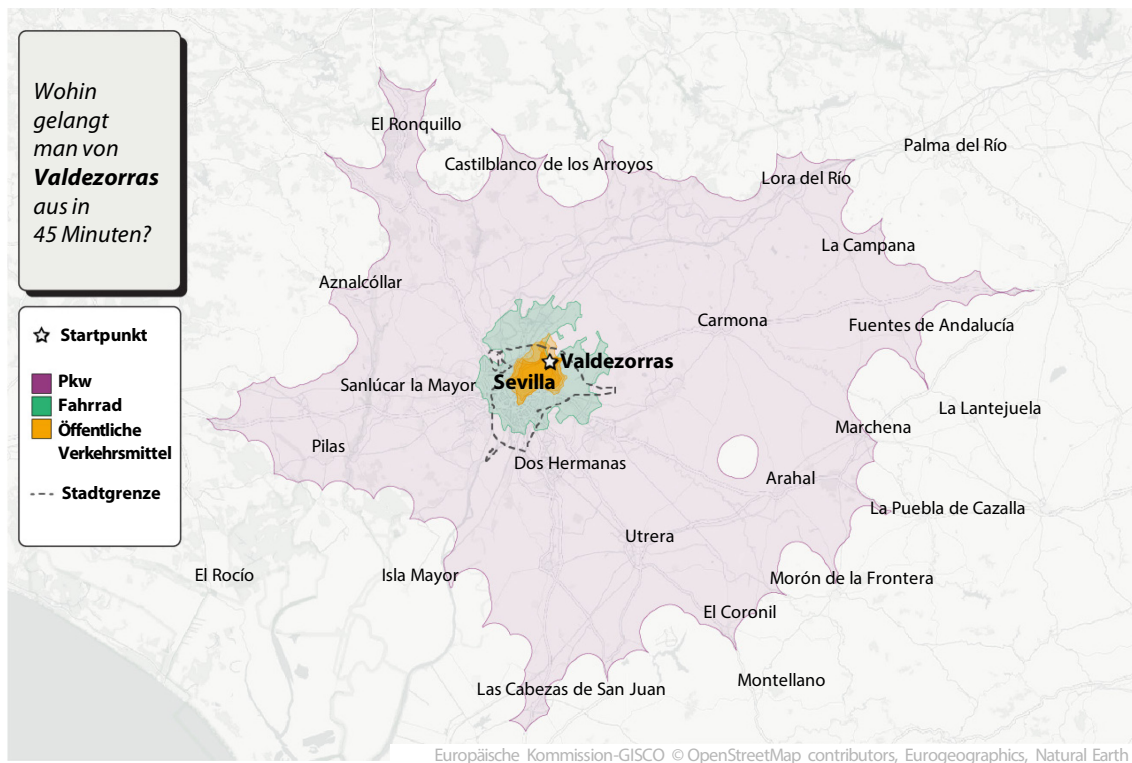 Wohin
gelangt
man von
Valdezorras
aus in
45 Minuten?
Startpunkt
Pkw
Fahrrad
Öffentliche
Verkehrsmittel
Stadtgrenze
El Ronquillo
Castilblanco de los Arroyos
Palma del Río
Lora del Río
La Campana
Aznalcóllar
Carmona
Fuentes de Andalucía
Valdezorras
Sevilla
Sanlúcar la Mayor
La Lantejuela
Marchena
Pilas
Dos Hermanas
Arahal
La Puebla de Cazalla
Utrera
El Rocío
Isla Mayor
Morón de la Frontera
El Coronil
Montellano
Las Cabezas de San Juan
Europäische Kommission-GISCO © OpenStreetMap contributors, Eurogeographics, Natural Earth